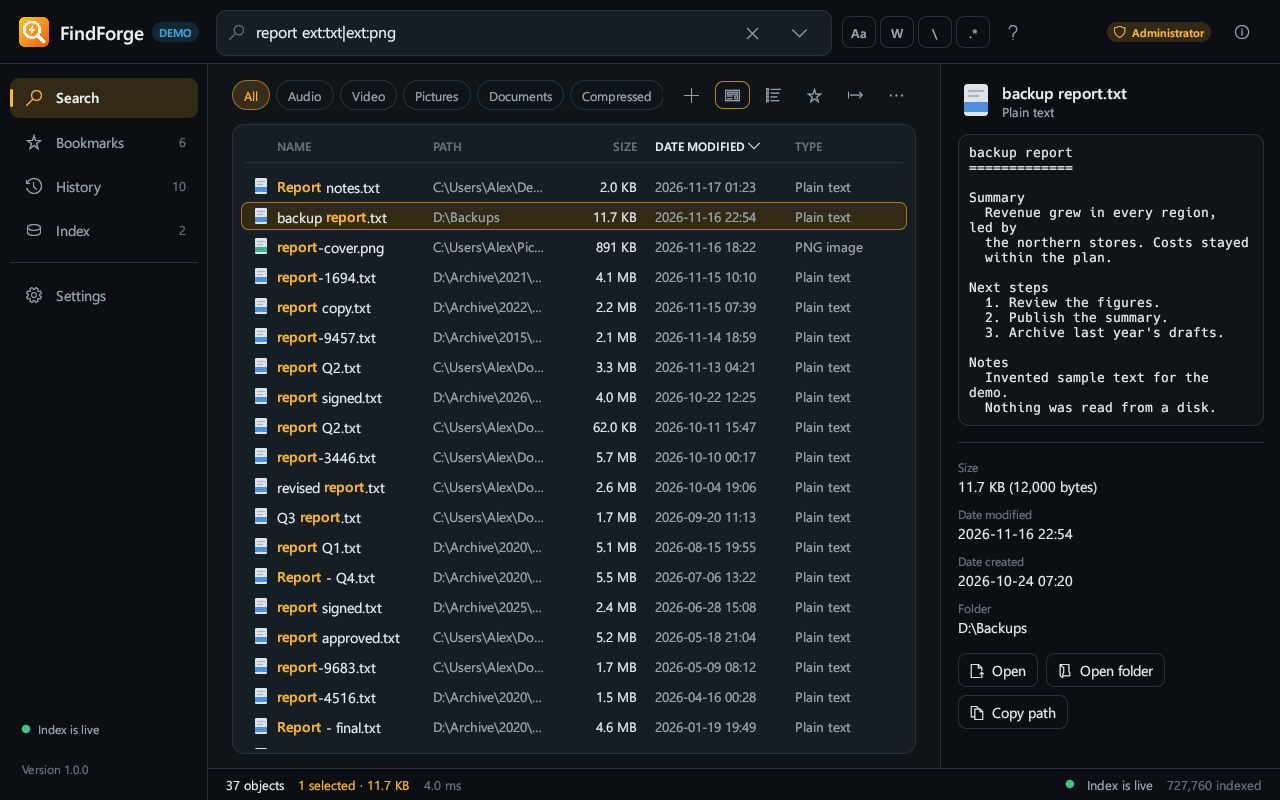 FindForge DEMO
report ext:txt|ext:png
Aa W \ .* ?
Administrator
Search
Bookmarks 6
History 10
Index 2
Settings
Index is live
Version 1.0.0
All Audio Video Pictures Documents Compressed
NAME PATH SIZE DATE MODIFIED TYPE
Report notes.txt C:\Users\Alex\De... 2.0 KB 2026-11-17 01:23 Plain text
backup report.txt D:\Backups 11.7 KB 2026-11-16 22:54 Plain text
report-cover.png C:\Users\Alex\Pic... 891 KB 2026-11-16 18:22 PNG image
report-1694.txt D:\Archive\2021\... 4.1 MB 2026-11-15 10:10 Plain text
report copy.txt D:\Archive\2022\... 2.2 MB 2026-11-15 07:39 Plain text
report-9457.txt D:\Archive\2015\... 2.1 MB 2026-11-14 18:59 Plain text
report Q2.txt C:\Users\Alex\Do... 3.3 MB 2026-11-13 04:21 Plain text
report signed.txt D:\Archive\2026\... 4.0 MB 2026-10-22 12:25 Plain text
report Q2.txt C:\Users\Alex\Do... 62.0 KB 2026-10-11 15:47 Plain text
report-3446.txt C:\Users\Alex\Do... 5.7 MB 2026-10-10 00:17 Plain text
revised report.txt C:\Users\Alex\Do... 2.6 MB 2026-10-04 19:06 Plain text
Q3 report.txt C:\Users\Alex\Do... 1.7 MB 2026-09-20 11:13 Plain text
report Q1.txt D:\Archive\2020\... 5.1 MB 2026-08-15 19:55 Plain text
Report - Q4.txt D:\Archive\2020\... 5.5 MB 2026-07-06 13:22 Plain text
report signed.txt D:\Archive\2025\... 2.4 MB 2026-06-28 15:08 Plain text
report approved.txt C:\Users\Alex\Do... 5.2 MB 2026-05-18 21:04 Plain text
report-9683.txt C:\Users\Alex\Do... 1.7 MB 2026-05-09 08:12 Plain text
report-4516.txt D:\Archive\2020\... 1.5 MB 2026-04-16 00:28 Plain text
Report - final.txt D:\Archive\2020\... 4.6 MB 2026-01-19 19:49 Plain text
37 objects 1 selected · 11.7 KB 4.0 ms
backup report.txt
Plain text
backup report
=============
Summary
Revenue grew in every region,
led by
the northern stores. Costs stayed
within the plan.
Next steps
1. Review the figures.
2. Publish the summary.
3. Archive last year's drafts.
Notes
Invented sample text for the
demo.
Nothing was read from a disk.
Size
11.7 KB (12,000 bytes)
Date modified
2026-11-16 22:54
Date created
2026-10-24 07:20
Folder
D:\Backups
Open Open folder
Copy path
Index is live 727,760 indexed